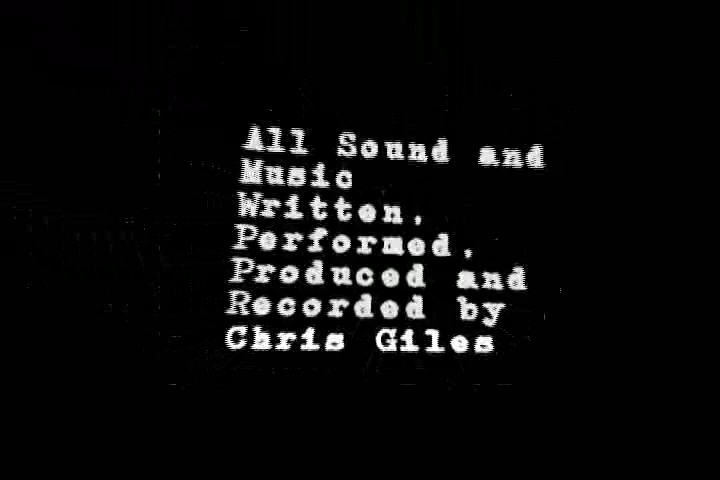 All Sound and
Music
Written,
Performed,
Produced and
Recorded by
Chris Giles